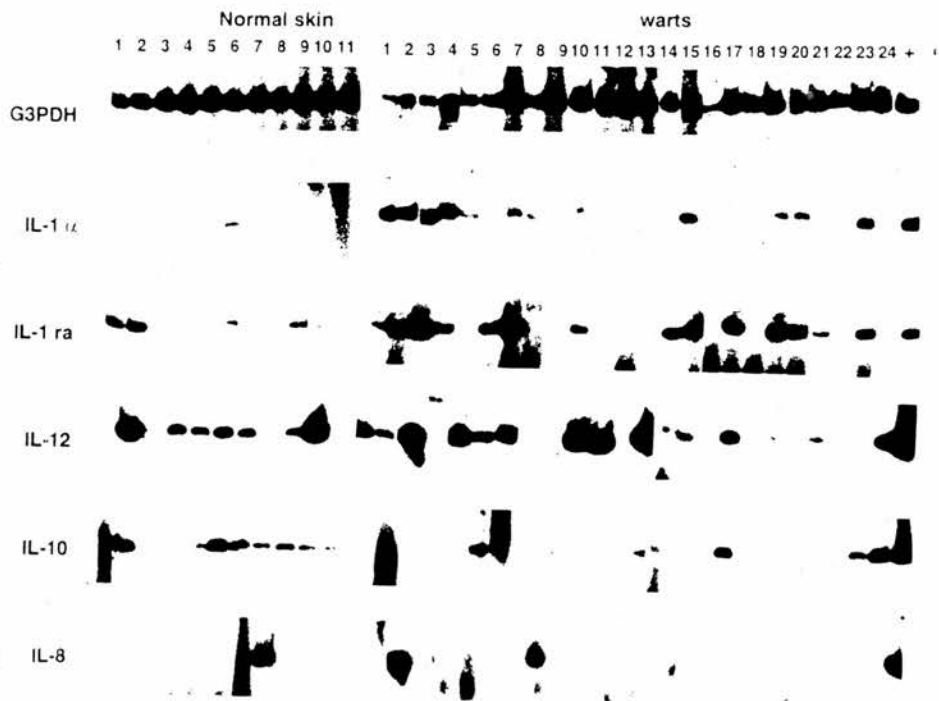 Normal skin warts
1 2 3 4 5 6 7 8 9 10 11 1 2 3 4 5 6 7 8 9 10 11 12 13 14 15 16 17 18 19 20 21 22 23 24 +
G3PDH
IL-1 α
IL-1 ra
IL-12
IL-10
IL-8